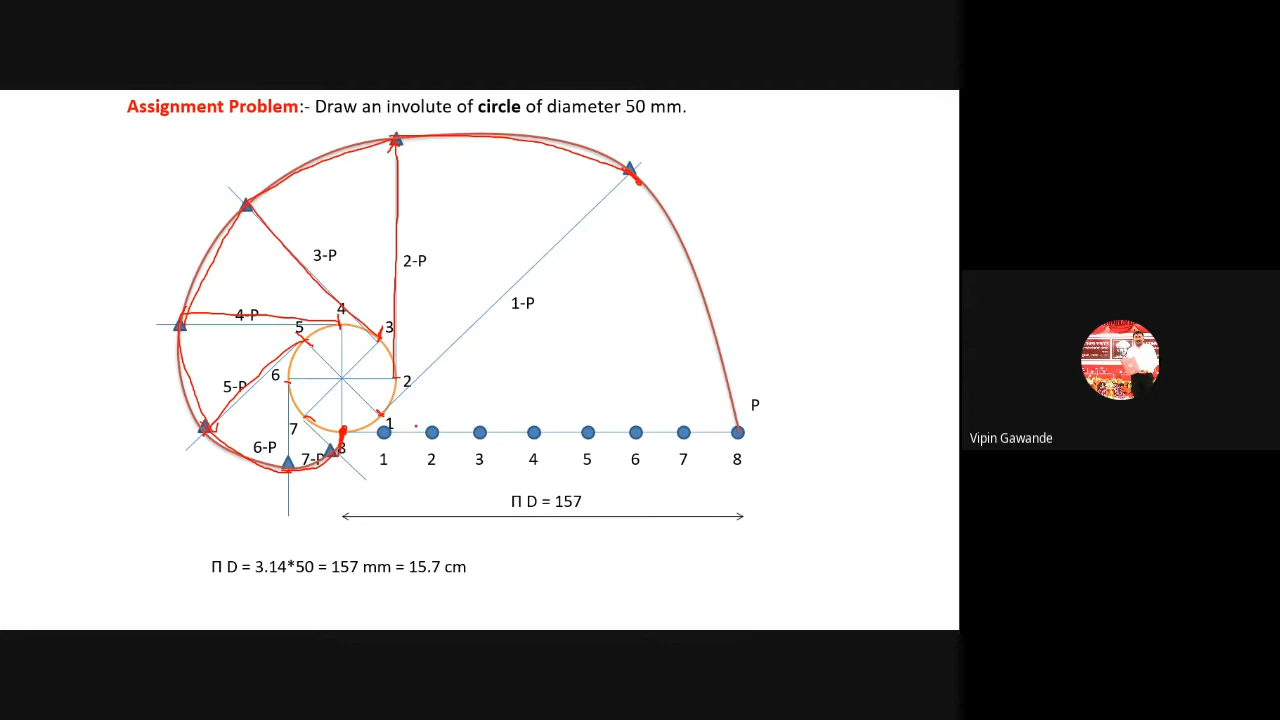 Assignment Problem:- Draw an involute of circle of diameter 50 mm.
3-P
2-P
1-P
4-P
4
5
3
5-P
6
2
P
7
1
6-P
7-P
8
1
2
3
4
5
6
7
8
Π D = 157
Π D = 3.14*50 = 157 mm = 15.7 cm
Vipin Gawande